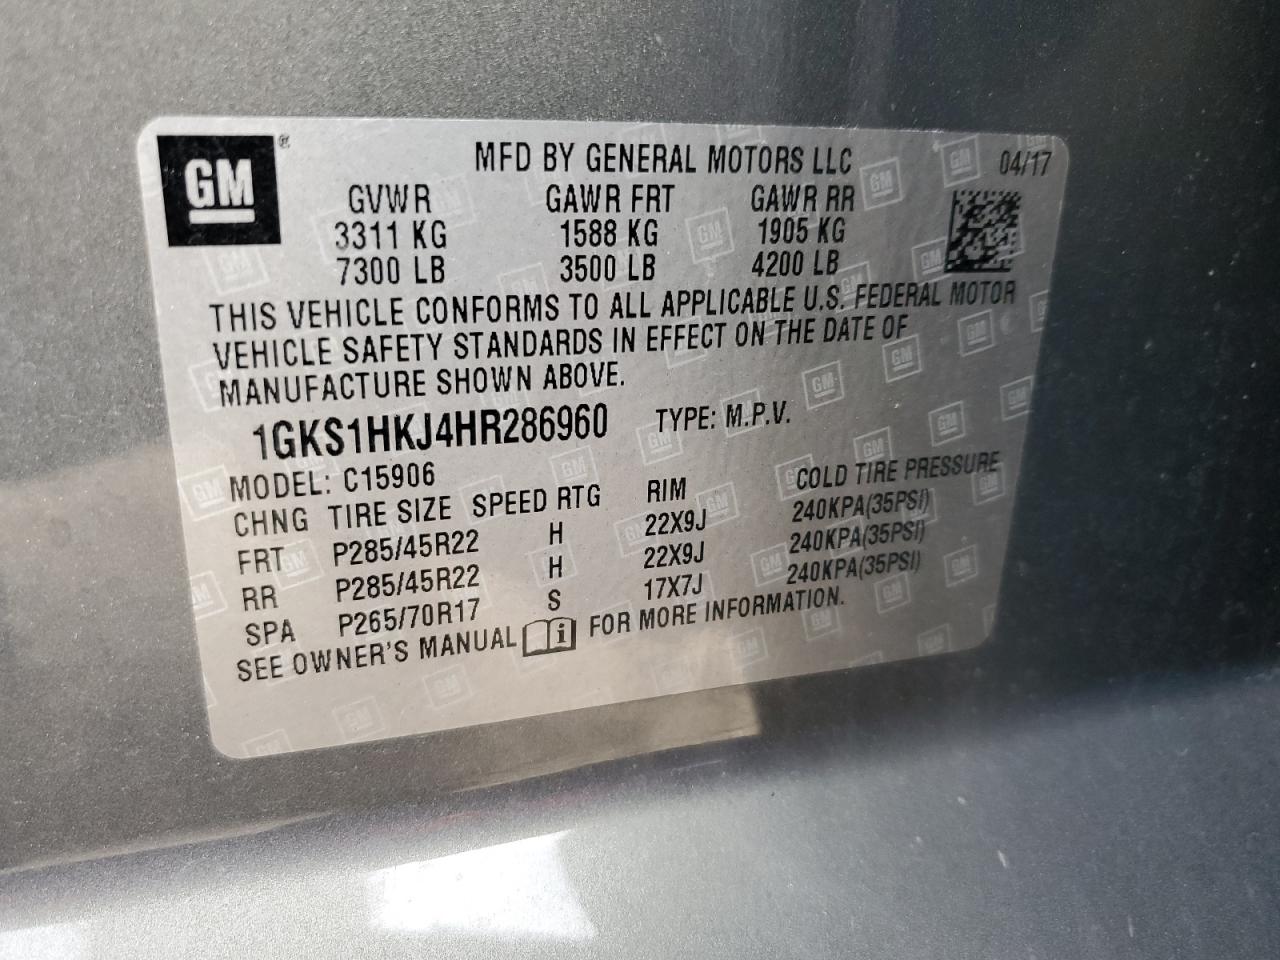 GM ®
MFD BY GENERAL MOTORS LLC 04/17
GVWR GAWR FRT GAWR RR
3311 KG 1588 KG 1905 KG
7300 LB 3500 LB 4200 LB
THIS VEHICLE CONFORMS TO ALL APPLICABLE U.S. FEDERAL MOTOR
VEHICLE SAFETY STANDARDS IN EFFECT ON THE DATE OF
MANUFACTURE SHOWN ABOVE.
1GKS1HKJ4HR286960 TYPE: M.P.V.
MODEL: C15906
CHNG TIRE SIZE SPEED RTG RIM COLD TIRE PRESSURE
FRT P285/45R22 H 22X9J 240KPA(35PSI)
RR P285/45R22 H 22X9J 240KPA(35PSI)
SPA P265/70R17 S 17X7J 240KPA(35PSI)
SEE OWNER'S MANUAL i FOR MORE INFORMATION.